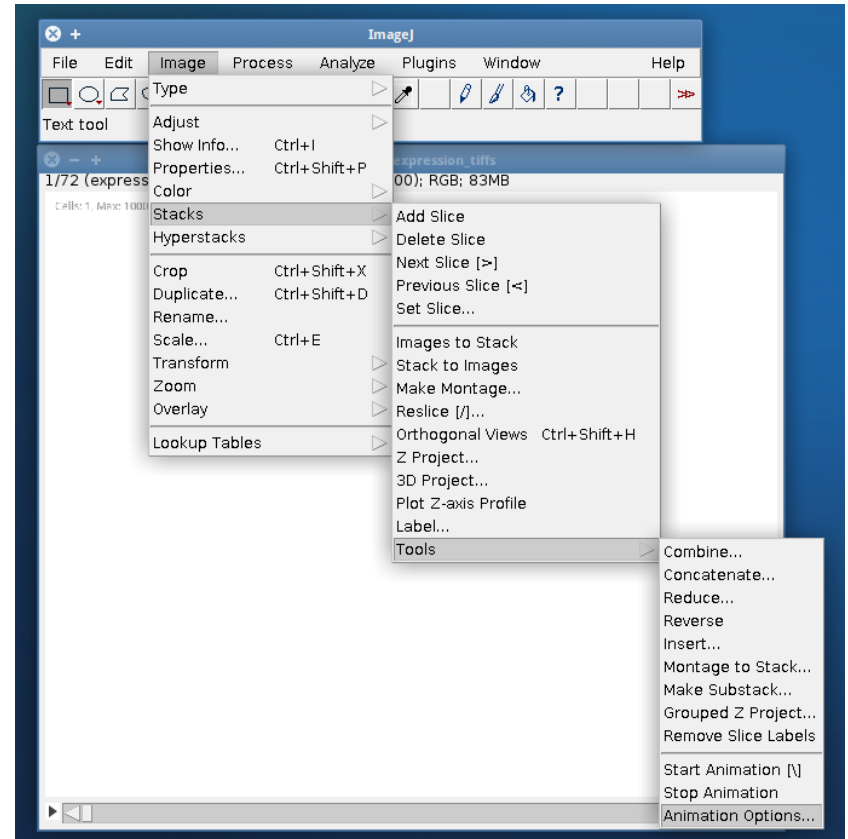 ImageJ
File Edit Image Process Analyze Plugins Window Help
Text tool
Type
Adjust
Show Info... Ctrl+I
Properties... Ctrl+Shift+P
Color
Stacks
Hyperstacks
Crop Ctrl+Shift+X
Duplicate... Ctrl+Shift+D
Rename...
Scale... Ctrl+E
Transform
Zoom
Overlay
Lookup Tables
expression_tiffs
1/72 (express 00); RGB; 83MB
Cells: 1, Max: 1000
Add Slice
Delete Slice
Next Slice [>]
Previous Slice [<]
Set Slice...
Images to Stack
Stack to Images
Make Montage...
Reslice [/]...
Orthogonal Views Ctrl+Shift+H
Z Project...
3D Project...
Plot Z-axis Profile
Label...
Tools
Combine...
Concatenate...
Reduce...
Reverse
Insert...
Montage to Stack...
Make Substack...
Grouped Z Project...
Remove Slice Labels
Start Animation [\]
Stop Animation
Animation Options...